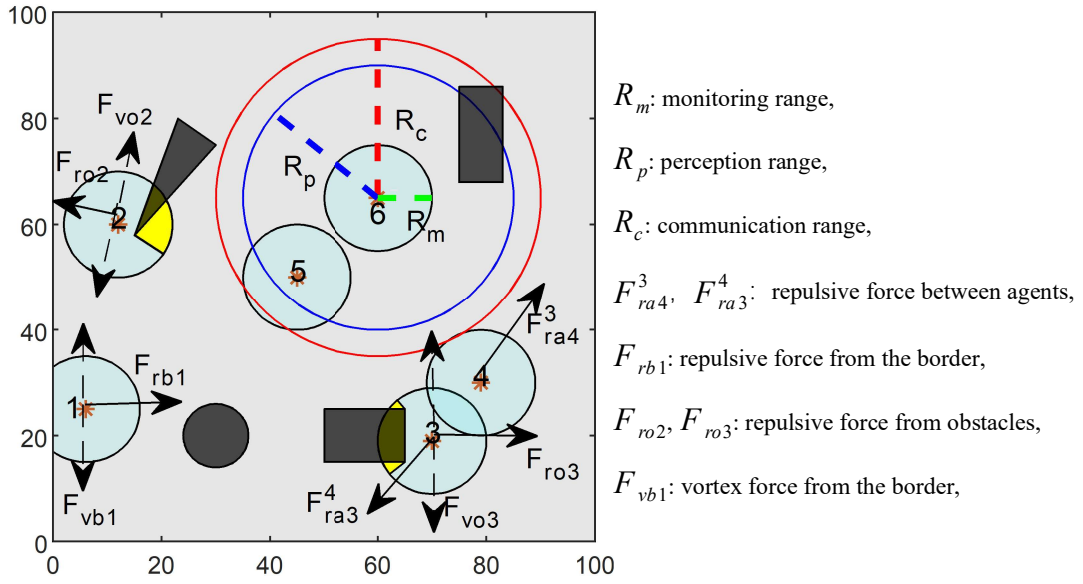 100
80
60
40
20
0
0 20 40 60 80 100
F_vo2
F_ro2
2
R_c
R_p
6
R_m
5
F^3_ra4
4
F_rb1
1
3
F_ro3
F^4_ra3
F_vo3
F_vb1
R_m: monitoring range,
R_p: perception range,
R_c: communication range,
F^3_ra4, F^4_ra3: repulsive force between agents,
F_rb1: repulsive force from the border,
F_ro2, F_ro3: repulsive force from obstacles,
F_vb1: vortex force from the border,